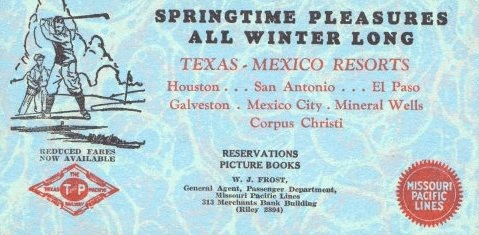 SPRINGTIME PLEASURES
ALL WINTER LONG
TEXAS - MEXICO RESORTS
Houston . . . San Antonio . . . El Paso
Galveston . Mexico City . Mineral Wells
Corpus Christi
REDUCED FARES
NOW AVAILABLE
THE
TEXAS PACIFIC
T&P
RAILWAY
RESERVATIONS
PICTURE BOOKS
W. J. FROST,
General Agent, Passenger Department,
Missouri Pacific Lines
313 Merchants Bank Building
(Riley 2894)
MISSOURI
PACIFIC
LINES